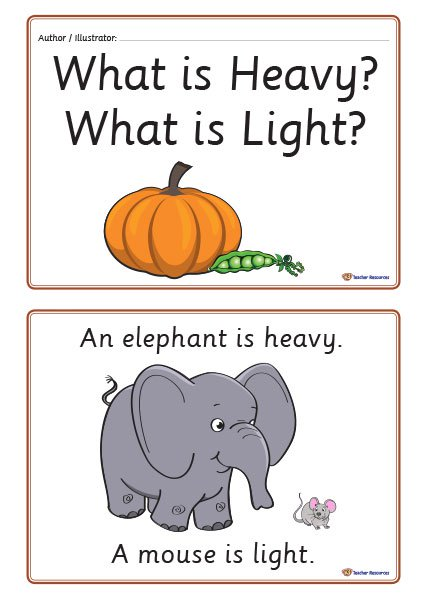 Author / Illustrator:
What is Heavy?
What is Light?
Teacher Resources
An elephant is heavy.
A mouse is light.
Teacher Resources